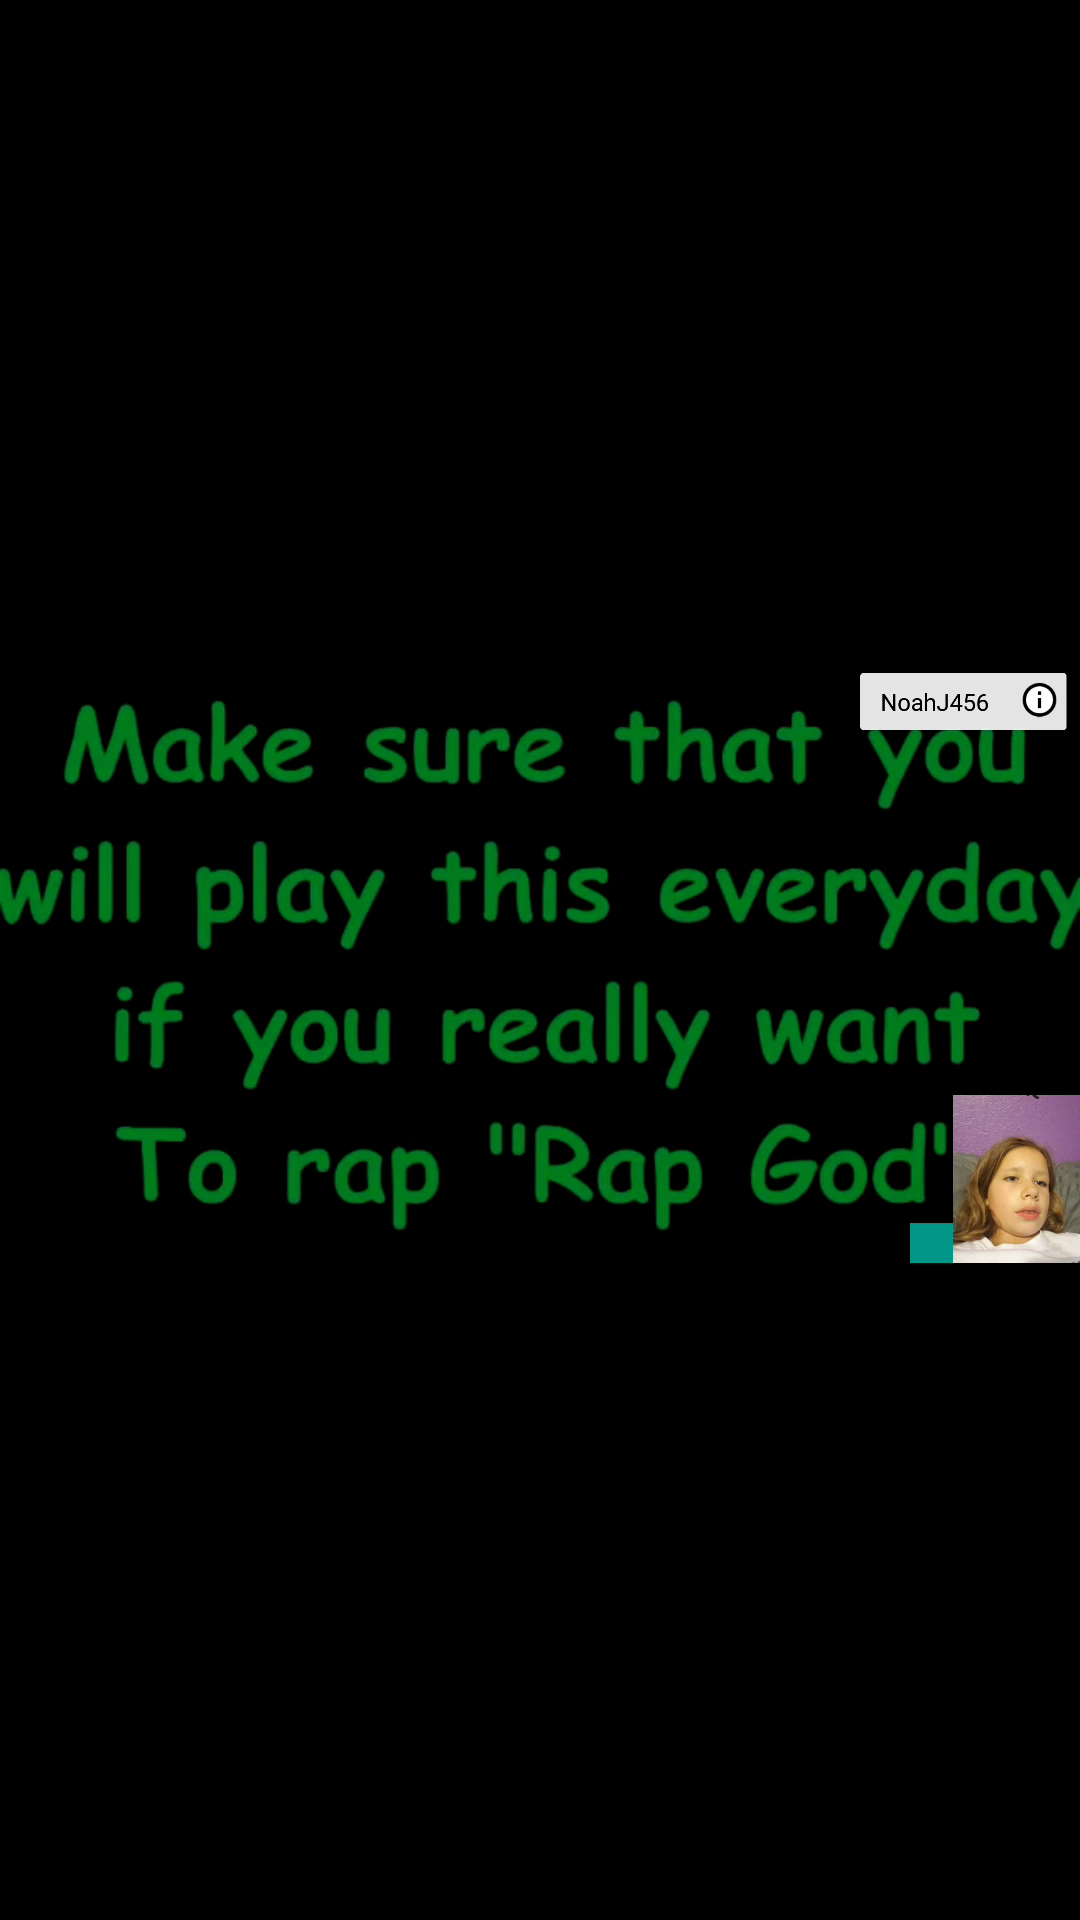 NoahJ456
Make sure that you
will play this everyday
if you really want
To rap "Rap God"